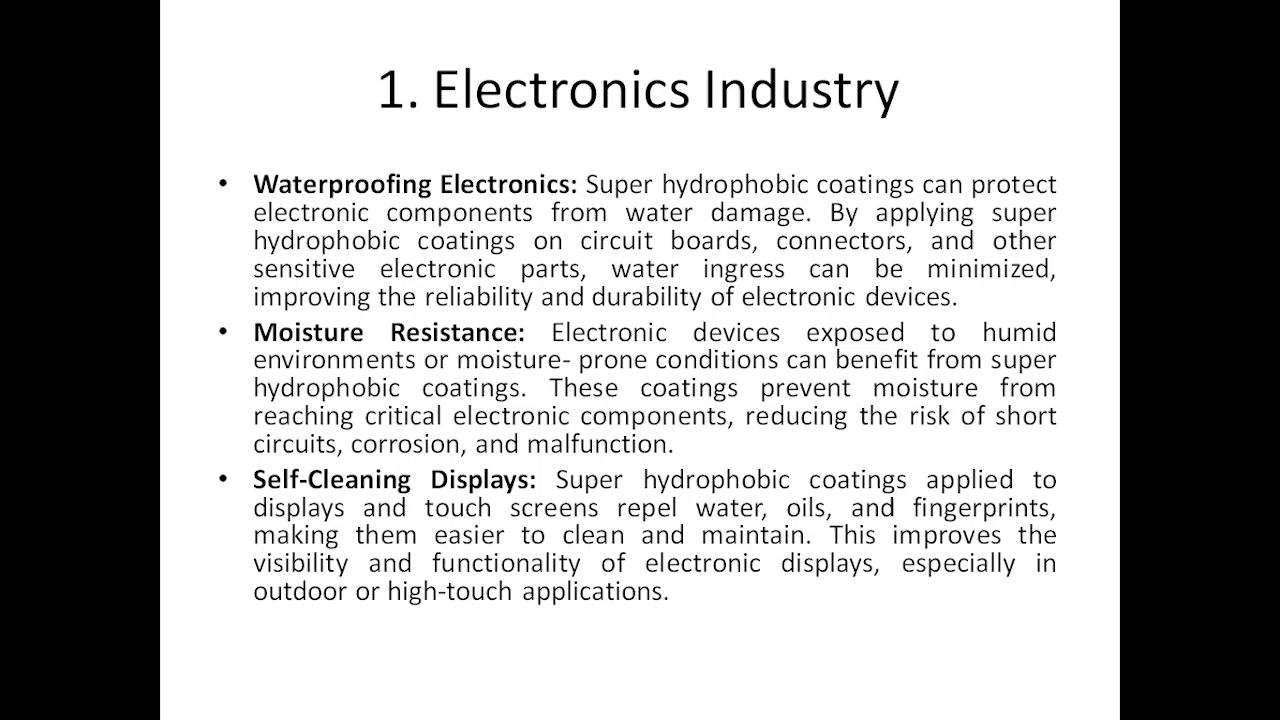 1. Electronics Industry
• Waterproofing Electronics: Super hydrophobic coatings can protect
electronic components from water damage. By applying super
hydrophobic coatings on circuit boards, connectors, and other
sensitive electronic parts, water ingress can be minimized,
improving the reliability and durability of electronic devices.
• Moisture Resistance: Electronic devices exposed to humid
environments or moisture- prone conditions can benefit from super
hydrophobic coatings. These coatings prevent moisture from
reaching critical electronic components, reducing the risk of short
circuits, corrosion, and malfunction.
• Self-Cleaning Displays: Super hydrophobic coatings applied to
displays and touch screens repel water, oils, and fingerprints,
making them easier to clean and maintain. This improves the
visibility and functionality of electronic displays, especially in
outdoor or high-touch applications.